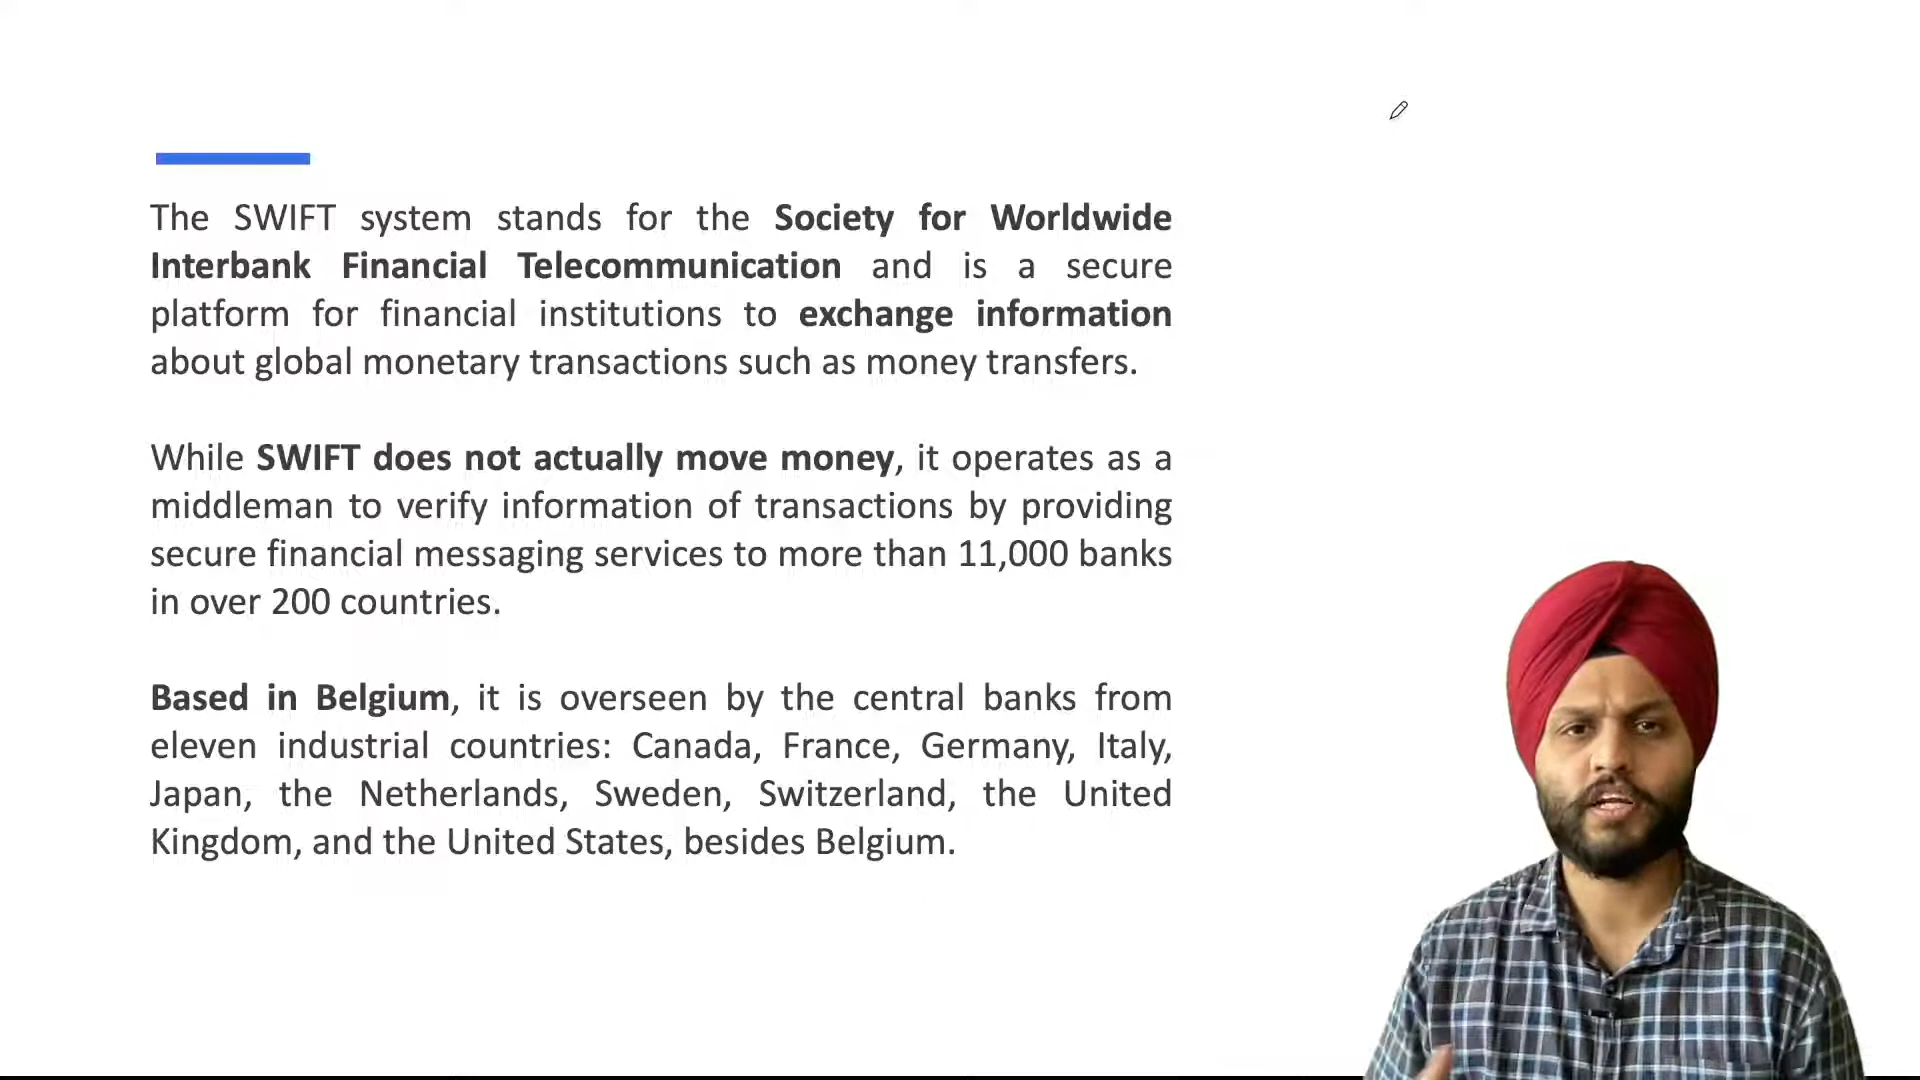 The SWIFT system stands for the Society for Worldwide
Interbank Financial Telecommunication and is a secure
platform for financial institutions to exchange information
about global monetary transactions such as money transfers.
While SWIFT does not actually move money, it operates as a
middleman to verify information of transactions by providing
secure financial messaging services to more than 11,000 banks
in over 200 countries.
Based in Belgium, it is overseen by the central banks from
eleven industrial countries: Canada, France, Germany, Italy,
Japan, the Netherlands, Sweden, Switzerland, the United
Kingdom, and the United States, besides Belgium.